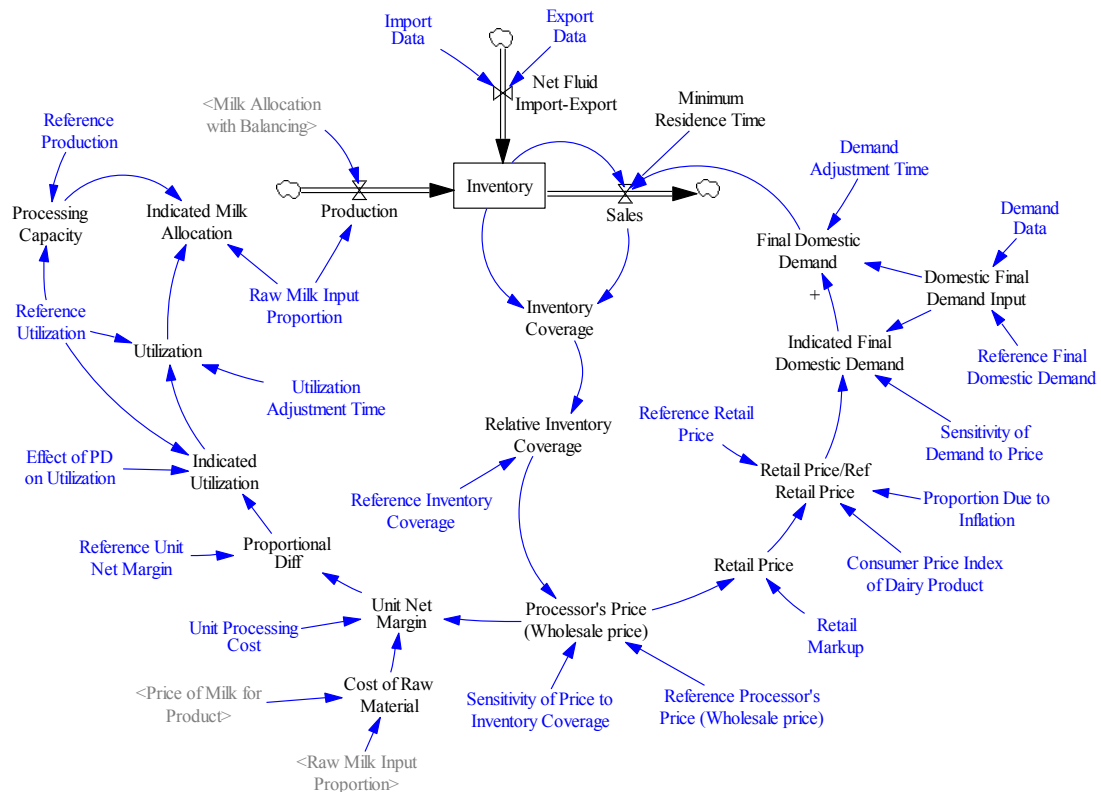 Import
Data
Export
Data
Net Fluid
Import-Export
<Milk Allocation
with Balancing>
Minimum
Residence Time
Reference
Production
Demand
Adjustment Time
Inventory
Processing
Capacity
Indicated Milk
Allocation
Production
Sales
Demand
Data
Final Domestic
Demand
+
Domestic Final
Demand Input
Raw Milk Input
Proportion
Reference
Utilization
Inventory
Coverage
Utilization
Indicated Final
Domestic Demand
Reference Final
Domestic Demand
Utilization
Adjustment Time
Reference Retail
Price
Relative Inventory
Coverage
Sensitivity of
Demand to Price
Effect of PD
on Utilization
Indicated
Utilization
Retail Price/Ref
Retail Price
Reference Inventory
Coverage
Proportion Due to
Inflation
Reference Unit
Net Margin
Proportional
Diff
Retail Price
Consumer Price Index
of Dairy Product
Unit Net
Margin
Processor's Price
(Wholesale price)
Unit Processing
Cost
Retail
Markup
<Price of Milk for
Product>
Cost of Raw
Material
Sensitivity of Price to
Inventory Coverage
Reference Processor's
Price (Wholesale price)
<Raw Milk Input
Proportion>